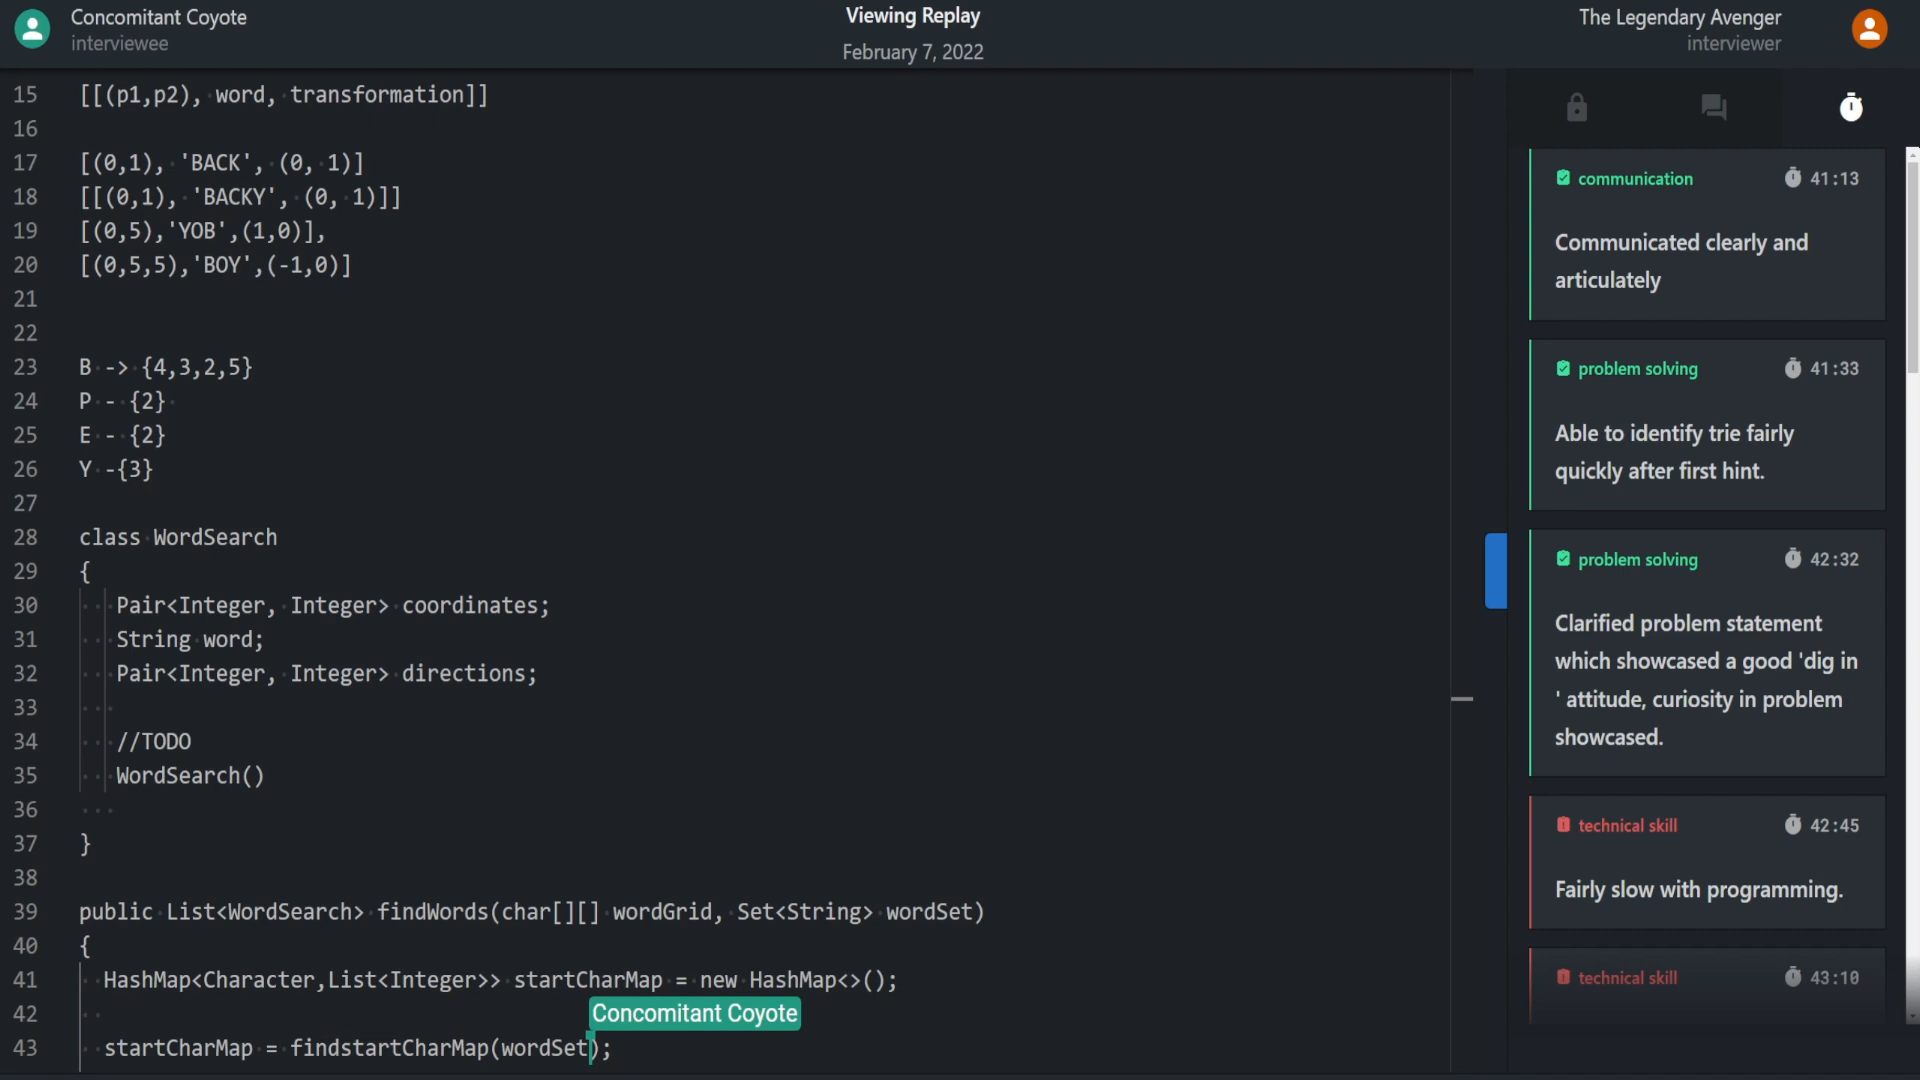 Concomitant Coyote
interviewee
Viewing Replay
February 7, 2022
The Legendary Avenger
interviewer
15 [[(p1,p2), word, transformation]]
16
17 [(0,1), 'BACK', (0, 1)]
18 [[(0,1), 'BACKY', (0, 1)]]
19 [(0,5),'YOB',(1,0)],
20 [(0,5,5),'BOY',(-1,0)]
21
22
23 B -> {4,3,2,5}
24 P - {2}
25 E - {2}
26 Y -{3}
27
28 class WordSearch
29 {
30 Pair<Integer, Integer> coordinates;
31 String word;
32 Pair<Integer, Integer> directions;
33
34 //TODO
35 WordSearch()
36
37 }
38
39 public List<WordSearch> findWords(char[][] wordGrid, Set<String> wordSet)
40 {
41 HashMap<Character,List<Integer>> startCharMap = new HashMap<>();
42
Concomitant Coyote
43 startCharMap = findstartCharMap(wordSet);
communication 41:13
Communicated clearly and
articulately
problem solving 41:33
Able to identify trie fairly
quickly after first hint.
problem solving 42:32
Clarified problem statement
which showcased a good 'dig in
' attitude, curiosity in problem
showcased.
technical skill 42:45
Fairly slow with programming.
technical skill 43:10